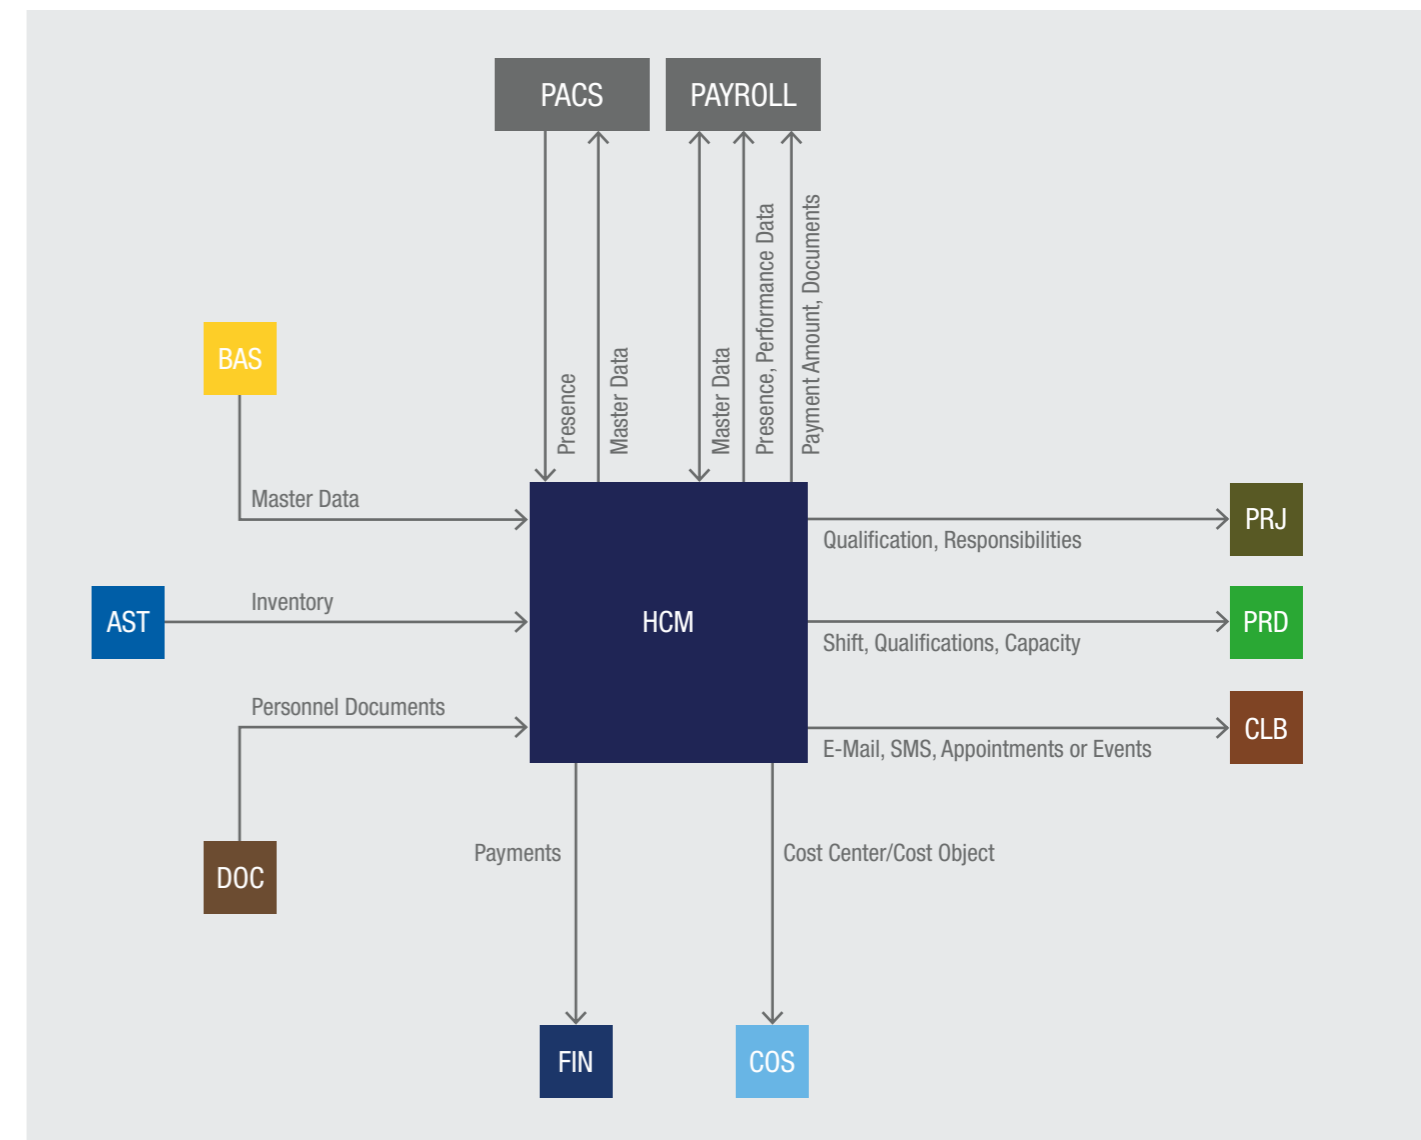 PACS
PAYROLL
Presence
Master Data
Master Data
Presence, Performance Data
Payment Amount, Documents
BAS
Master Data
AST
Inventory
HCM
Qualification, Responsibilities
PRJ
Shift, Qualifications, Capacity
PRD
Personnel Documents
E-Mail, SMS, Appointments or Events
CLB
DOC
Payments
Cost Center/Cost Object
FIN
COS